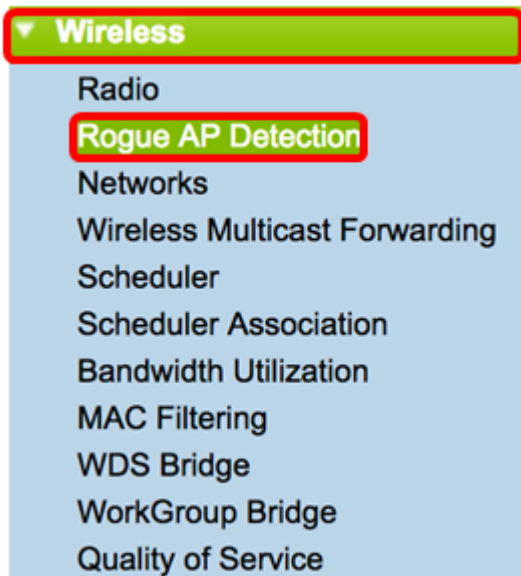 Wireless
Radio
Rogue AP Detection
Networks
Wireless Multicast Forwarding
Scheduler
Scheduler Association
Bandwidth Utilization
MAC Filtering
WDS Bridge
WorkGroup Bridge
Quality of Service